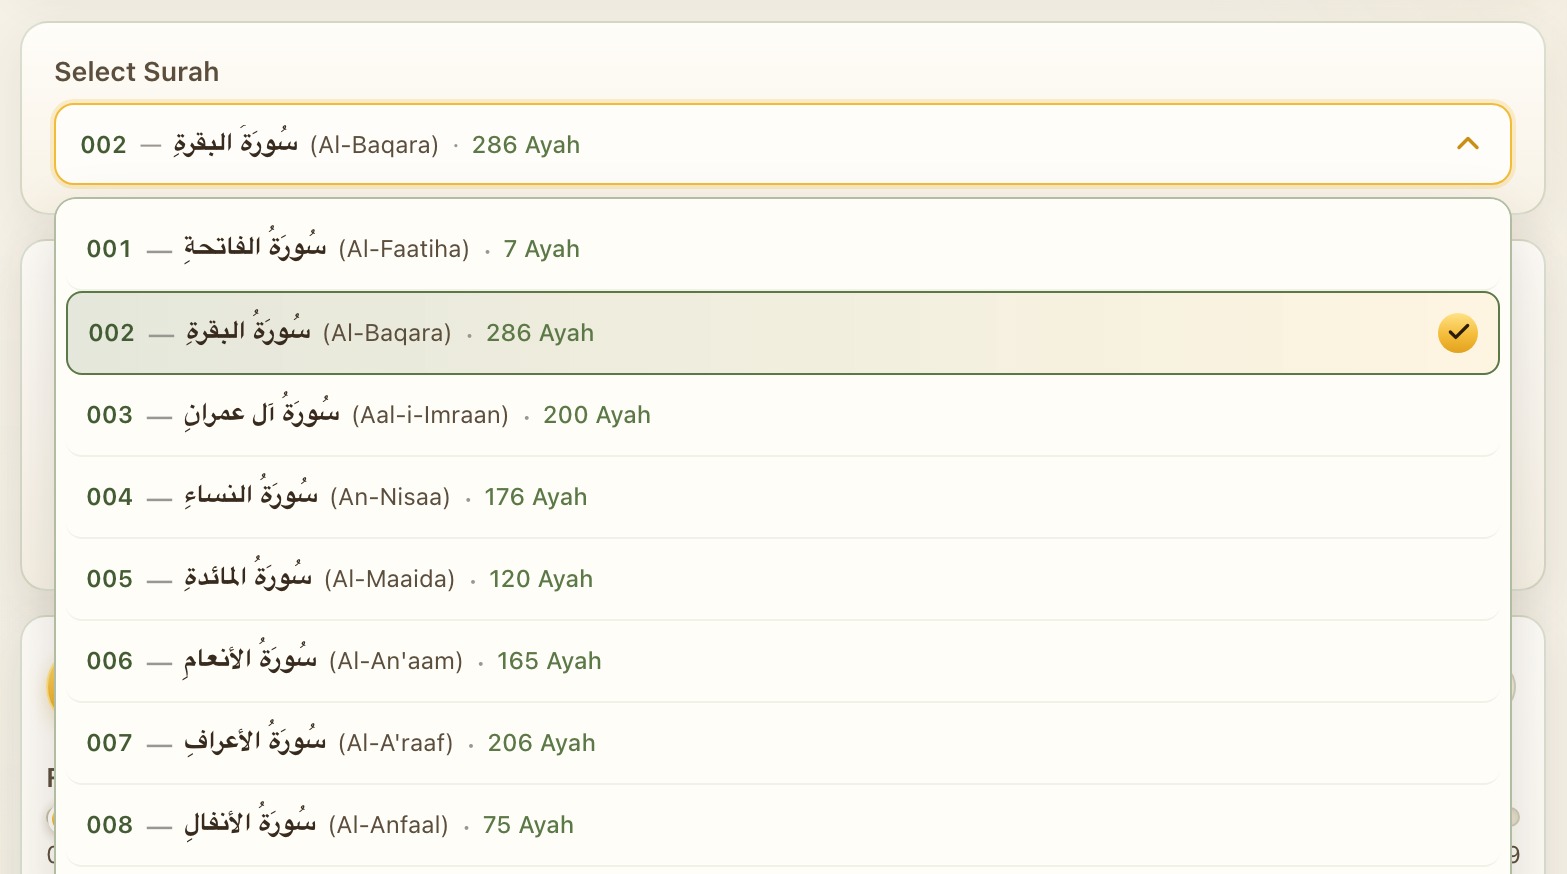 Select Surah
002 — سُورَةُ البقرةِ (Al-Baqara) · 286 Ayah
001 — سُورَةُ الفاتحةِ (Al-Faatiha) · 7 Ayah
002 — سُورَةُ البقرةِ (Al-Baqara) · 286 Ayah
003 — سُورَةُ آل عمرانِ (Aal-i-Imraan) · 200 Ayah
004 — سُورَةُ النساءِ (An-Nisaa) · 176 Ayah
005 — سُورَةُ المائدةِ (Al-Maaida) · 120 Ayah
006 — سُورَةُ الأنعامِ (Al-An'aam) · 165 Ayah
007 — سُورَةُ الأعرافِ (Al-A'raaf) · 206 Ayah
008 — سُورَةُ الأنفالِ (Al-Anfaal) · 75 Ayah